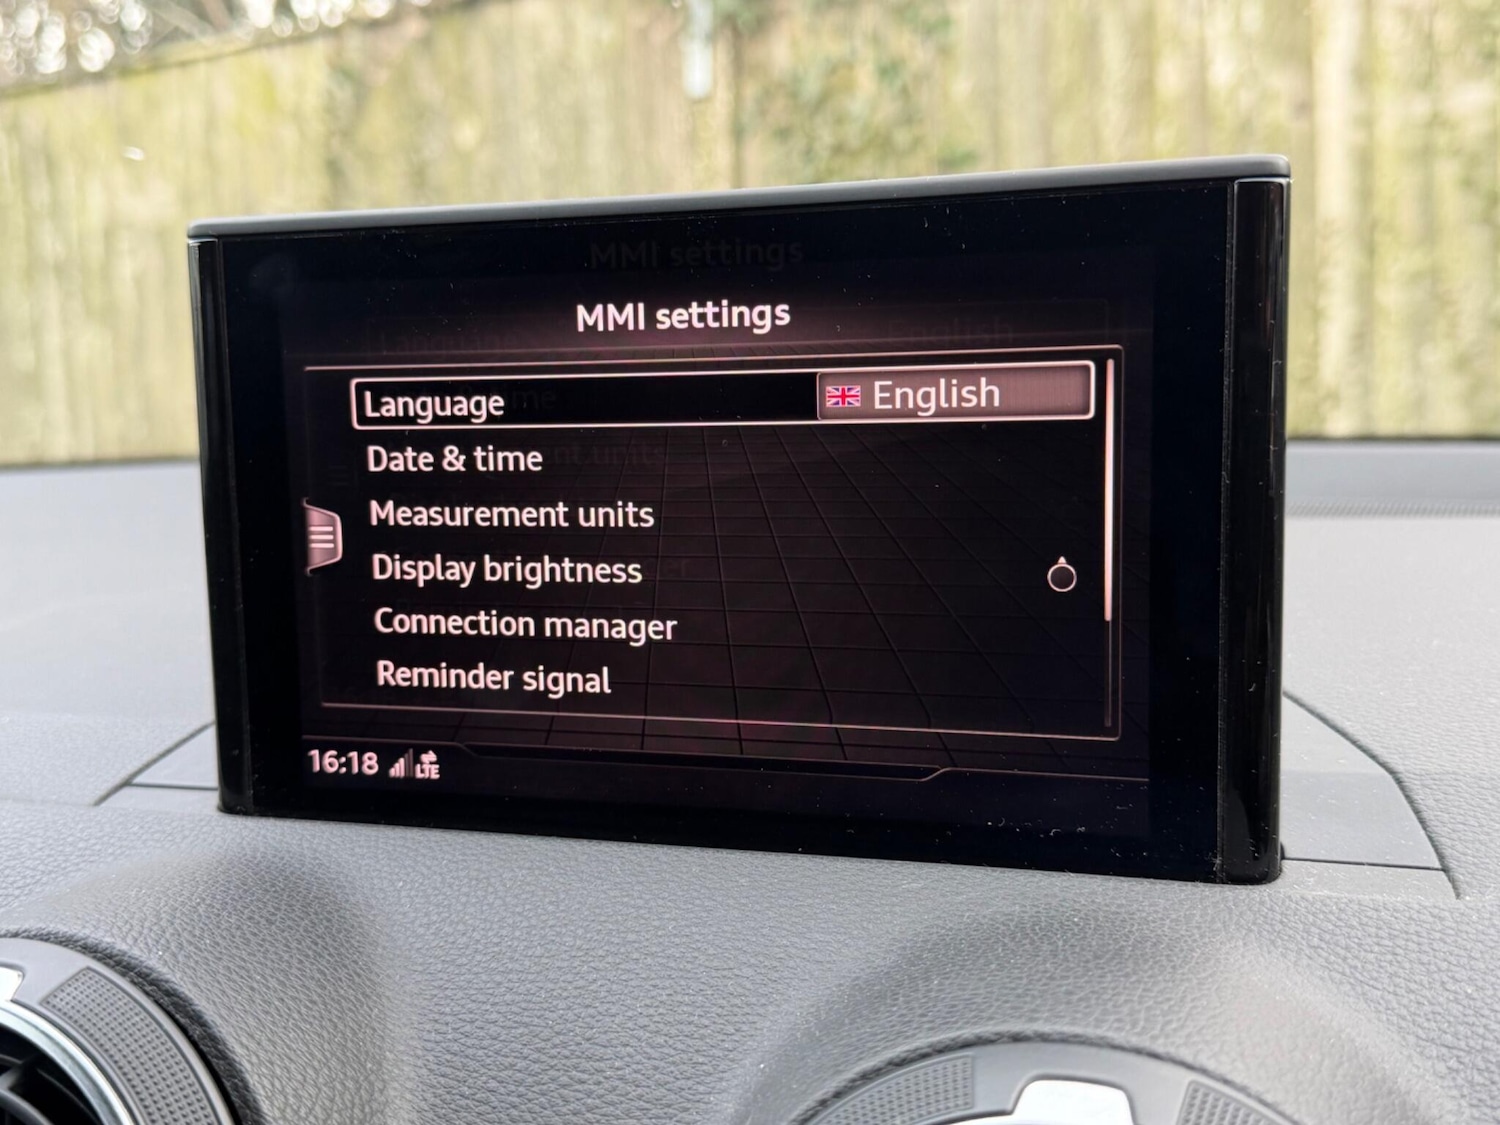 MMI settings
Language English
Date & time
Measurement units
Display brightness
Connection manager
Reminder signal
16:18 LTE